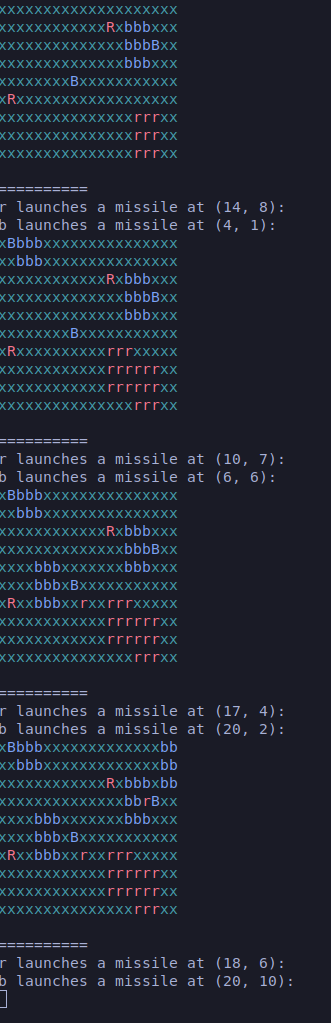 xxxxxxxxxxxxxxxxxxxx
xxxxxxxxxxxxRxbbbxxx
xxxxxxxxxxxxxxbbbBxx
xxxxxxxxxxxxxxbbbxxx
xxxxxxxxBxxxxxxxxxxx
xRxxxxxxxxxxxxxxxxxx
xxxxxxxxxxxxxxxrrrxx
xxxxxxxxxxxxxxxrrrxx
xxxxxxxxxxxxxxxrrrxx
==========
r launches a missile at (14, 8):
b launches a missile at (4, 1):
xBbbbxxxxxxxxxxxxxxx
xxbbbxxxxxxxxxxxxxxx
xxxxxxxxxxxxRxbbbxxx
xxxxxxxxxxxxxxbbbBxx
xxxxxxxxxxxxxxbbbxxx
xxxxxxxxBxxxxxxxxxxx
xRxxxxxxxxxxrrrxxxxx
xxxxxxxxxxxxrrrrrrxx
xxxxxxxxxxxxrrrrrrxx
xxxxxxxxxxxxxxxrrrxx
==========
r launches a missile at (10, 7):
b launches a missile at (6, 6):
xBbbbxxxxxxxxxxxxxxx
xxbbbxxxxxxxxxxxxxxx
xxxxxxxxxxxxRxbbbxxx
xxxxxxxxxxxxxxbbbBxx
xxxxbbbxxxxxxxbbbxxx
xxxxbbbxBxxxxxxxxxxx
xRxxbbbxxrxxrrrxxxxx
xxxxxxxxxxxxrrrrrrxx
xxxxxxxxxxxxrrrrrrxx
xxxxxxxxxxxxxxxrrrxx
==========
r launches a missile at (17, 4):
b launches a missile at (20, 2):
xBbbbxxxxxxxxxxxxxbb
xxbbbxxxxxxxxxxxxxbb
xxxxxxxxxxxxRxbbbxbb
xxxxxxxxxxxxxxbbrBxx
xxxxbbbxxxxxxxbbbxxx
xxxxbbbxBxxxxxxxxxxx
xRxxbbbxxrxxrrrxxxxx
xxxxxxxxxxxxrrrrrrxx
xxxxxxxxxxxxrrrrrrxx
xxxxxxxxxxxxxxxrrrxx
==========
r launches a missile at (18, 6):
b launches a missile at (20, 10):